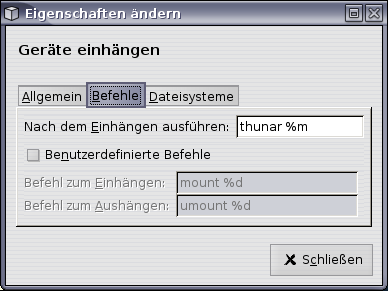 Eigenschaften ändern
Geräte einhängen
Allgemein Befehle Dateisysteme
Nach dem Einhängen ausführen: thunar %m
Benutzerdefinierte Befehle
Befehl zum Einhängen: mount %d
Befehl zum Aushängen: umount %d
Schließen